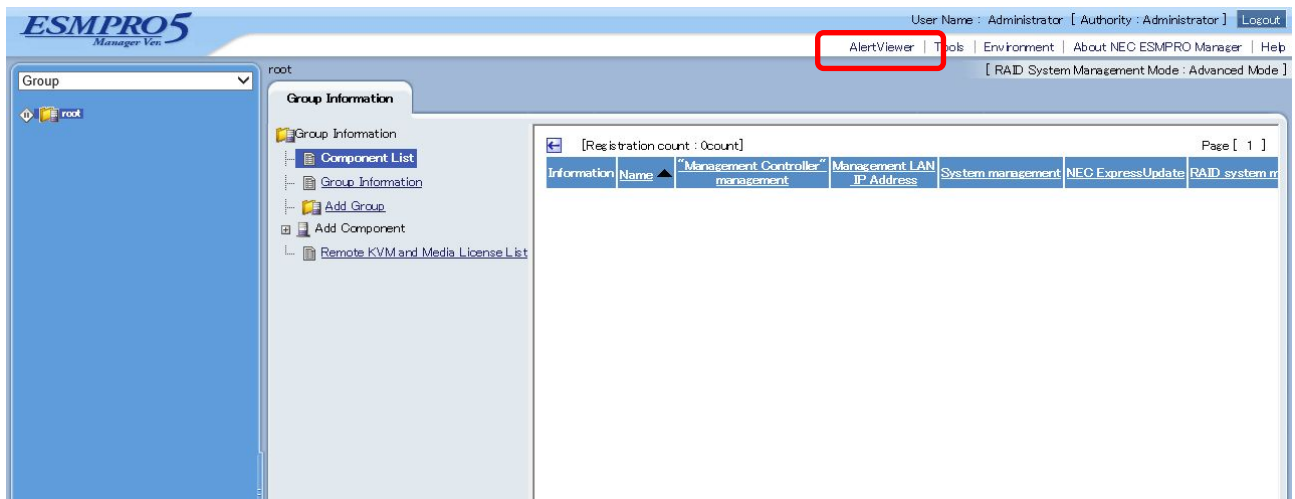 ESMPRO5
Manager Ver.
User Name : Administrator [ Authority : Administrator ] Logout
AlertViewer | Tools | Environment | About NEC ESMPRO Manager | Help
Group
root
[ RAID System Management Mode : Advanced Mode ]
root
Group Information
Group Information
Component List
Group Information
Add Group
Add Component
Remote KVM and Media License List
[Registration count : 0count]
Page [ 1 ]
Information Name "Management Controller" management Management LAN IP Address System management NEC ExpressUpdate RAID system m